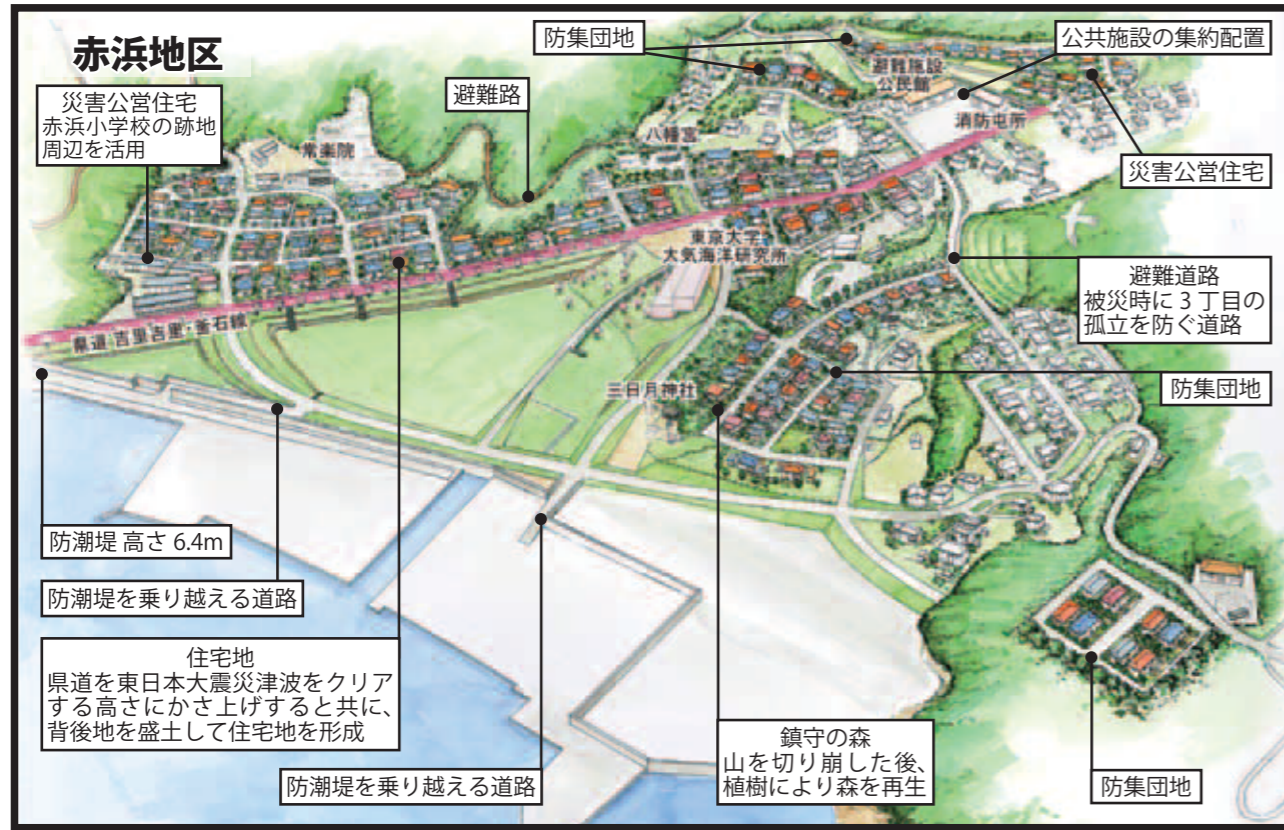 赤浜地区
防集団地
公共施設の集約配置
災害公営住宅
赤浜小学校の跡地
周辺を活用
避難路
避難施設
公民館
消防屯所
八幡宮
常楽院
災害公営住宅
東京大学
大気海洋研究所
避難道路
被災時に3丁目の
孤立を防ぐ道路
県道 吉里吉里・釜石線
三日月神社
防集団地
防潮堤 高さ 6.4m
防潮堤を乗り越える道路
住宅地
県道を東日本大震災津波をクリア
する高さにかさ上げすると共に、
背後地を盛土して住宅地を形成
防潮堤を乗り越える道路
鎮守の森
山を切り崩した後、
植樹により森を再生
防集団地